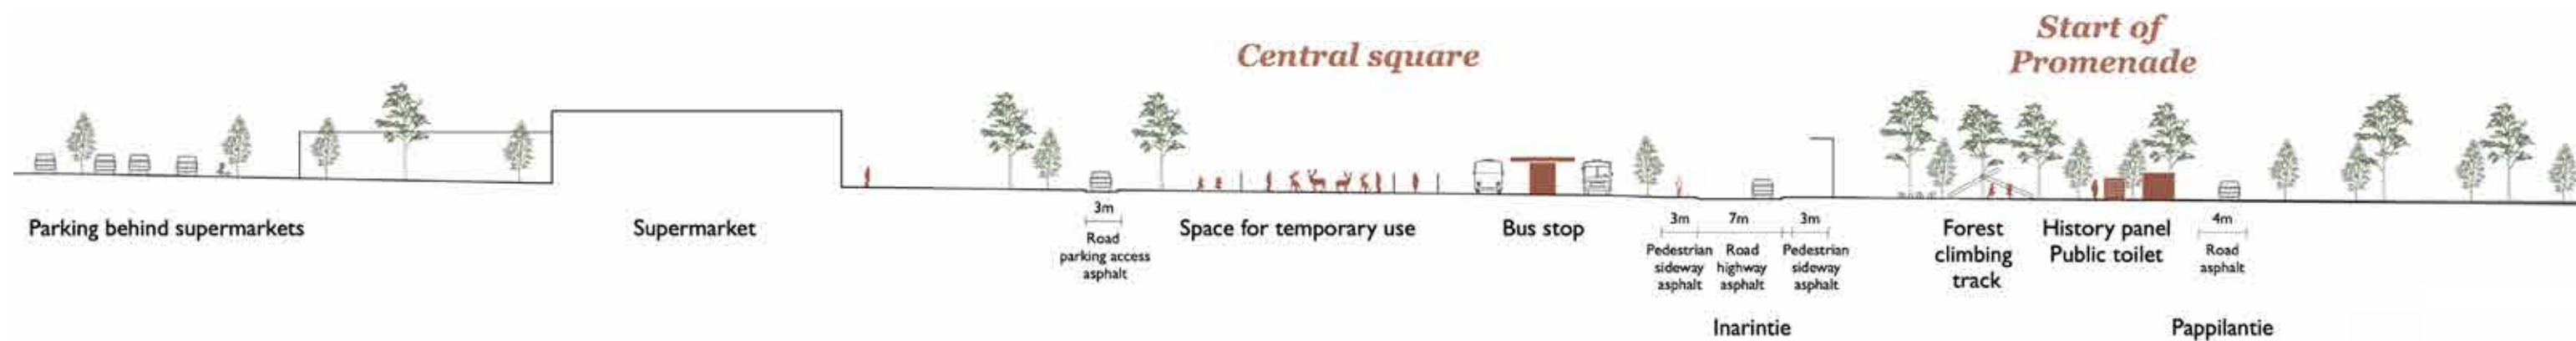 Central square
Start of
Promenade
Parking behind supermarkets
Supermarket
3m
Road
parking access
asphalt
Space for temporary use
Bus stop
3m
Pedestrian
sideway
asphalt
7m
Road
highway
asphalt
3m
Pedestrian
sideway
asphalt
Inarintie
Forest
climbing
track
History panel
Public toilet
4m
Road
asphalt
Pappilantie